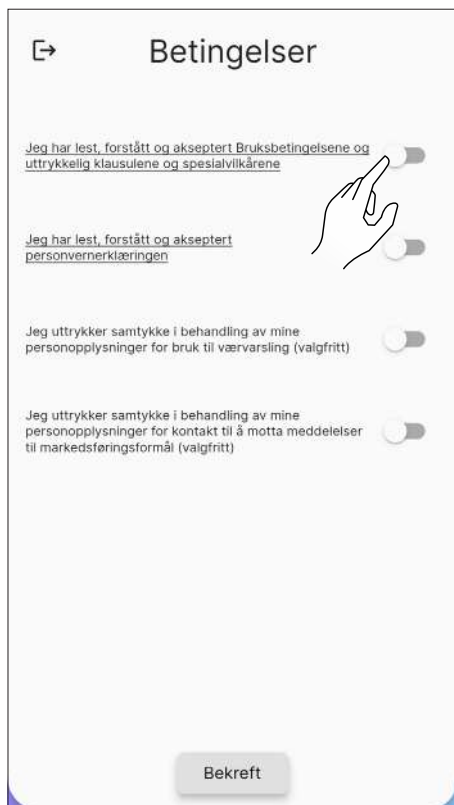 Betingelser
Jeg har lest, forstått og akseptert Bruksbetingelsene og
uttrykkelig klausulene og spesialvilkårene
Jeg har lest, forstått og akseptert
personvernerklæringen
Jeg uttrykker samtykke i behandling av mine
personopplysninger for bruk til værvarsling (valgfritt)
Jeg uttrykker samtykke i behandling av mine
personopplysninger for kontakt til å motta meddelelser
til markedsføringsformål (valgfritt)
Bekreft